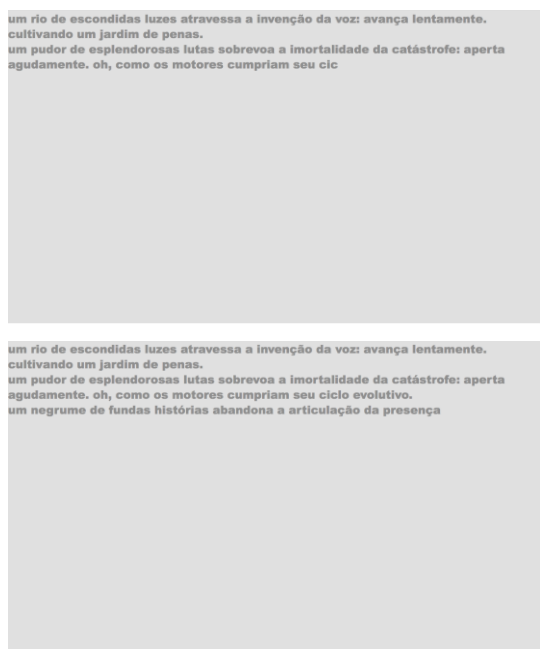 um rio de escondidas luzes atravessa a invenção da voz: avança lentamente.
cultivando um jardim de penas.
um pudor de esplendorosas lutas sobrevoa a imortalidade da catástrofe: aperta
agudamente. oh, como os motores cumpriam seu cic
um rio de escondidas luzes atravessa a invenção da voz: avança lentamente.
cultivando um jardim de penas.
um pudor de esplendorosas lutas sobrevoa a imortalidade da catástrofe: aperta
agudamente. oh, como os motores cumpriam seu ciclo evolutivo.
um negrume de fundas histórias abandona a articulação da presença